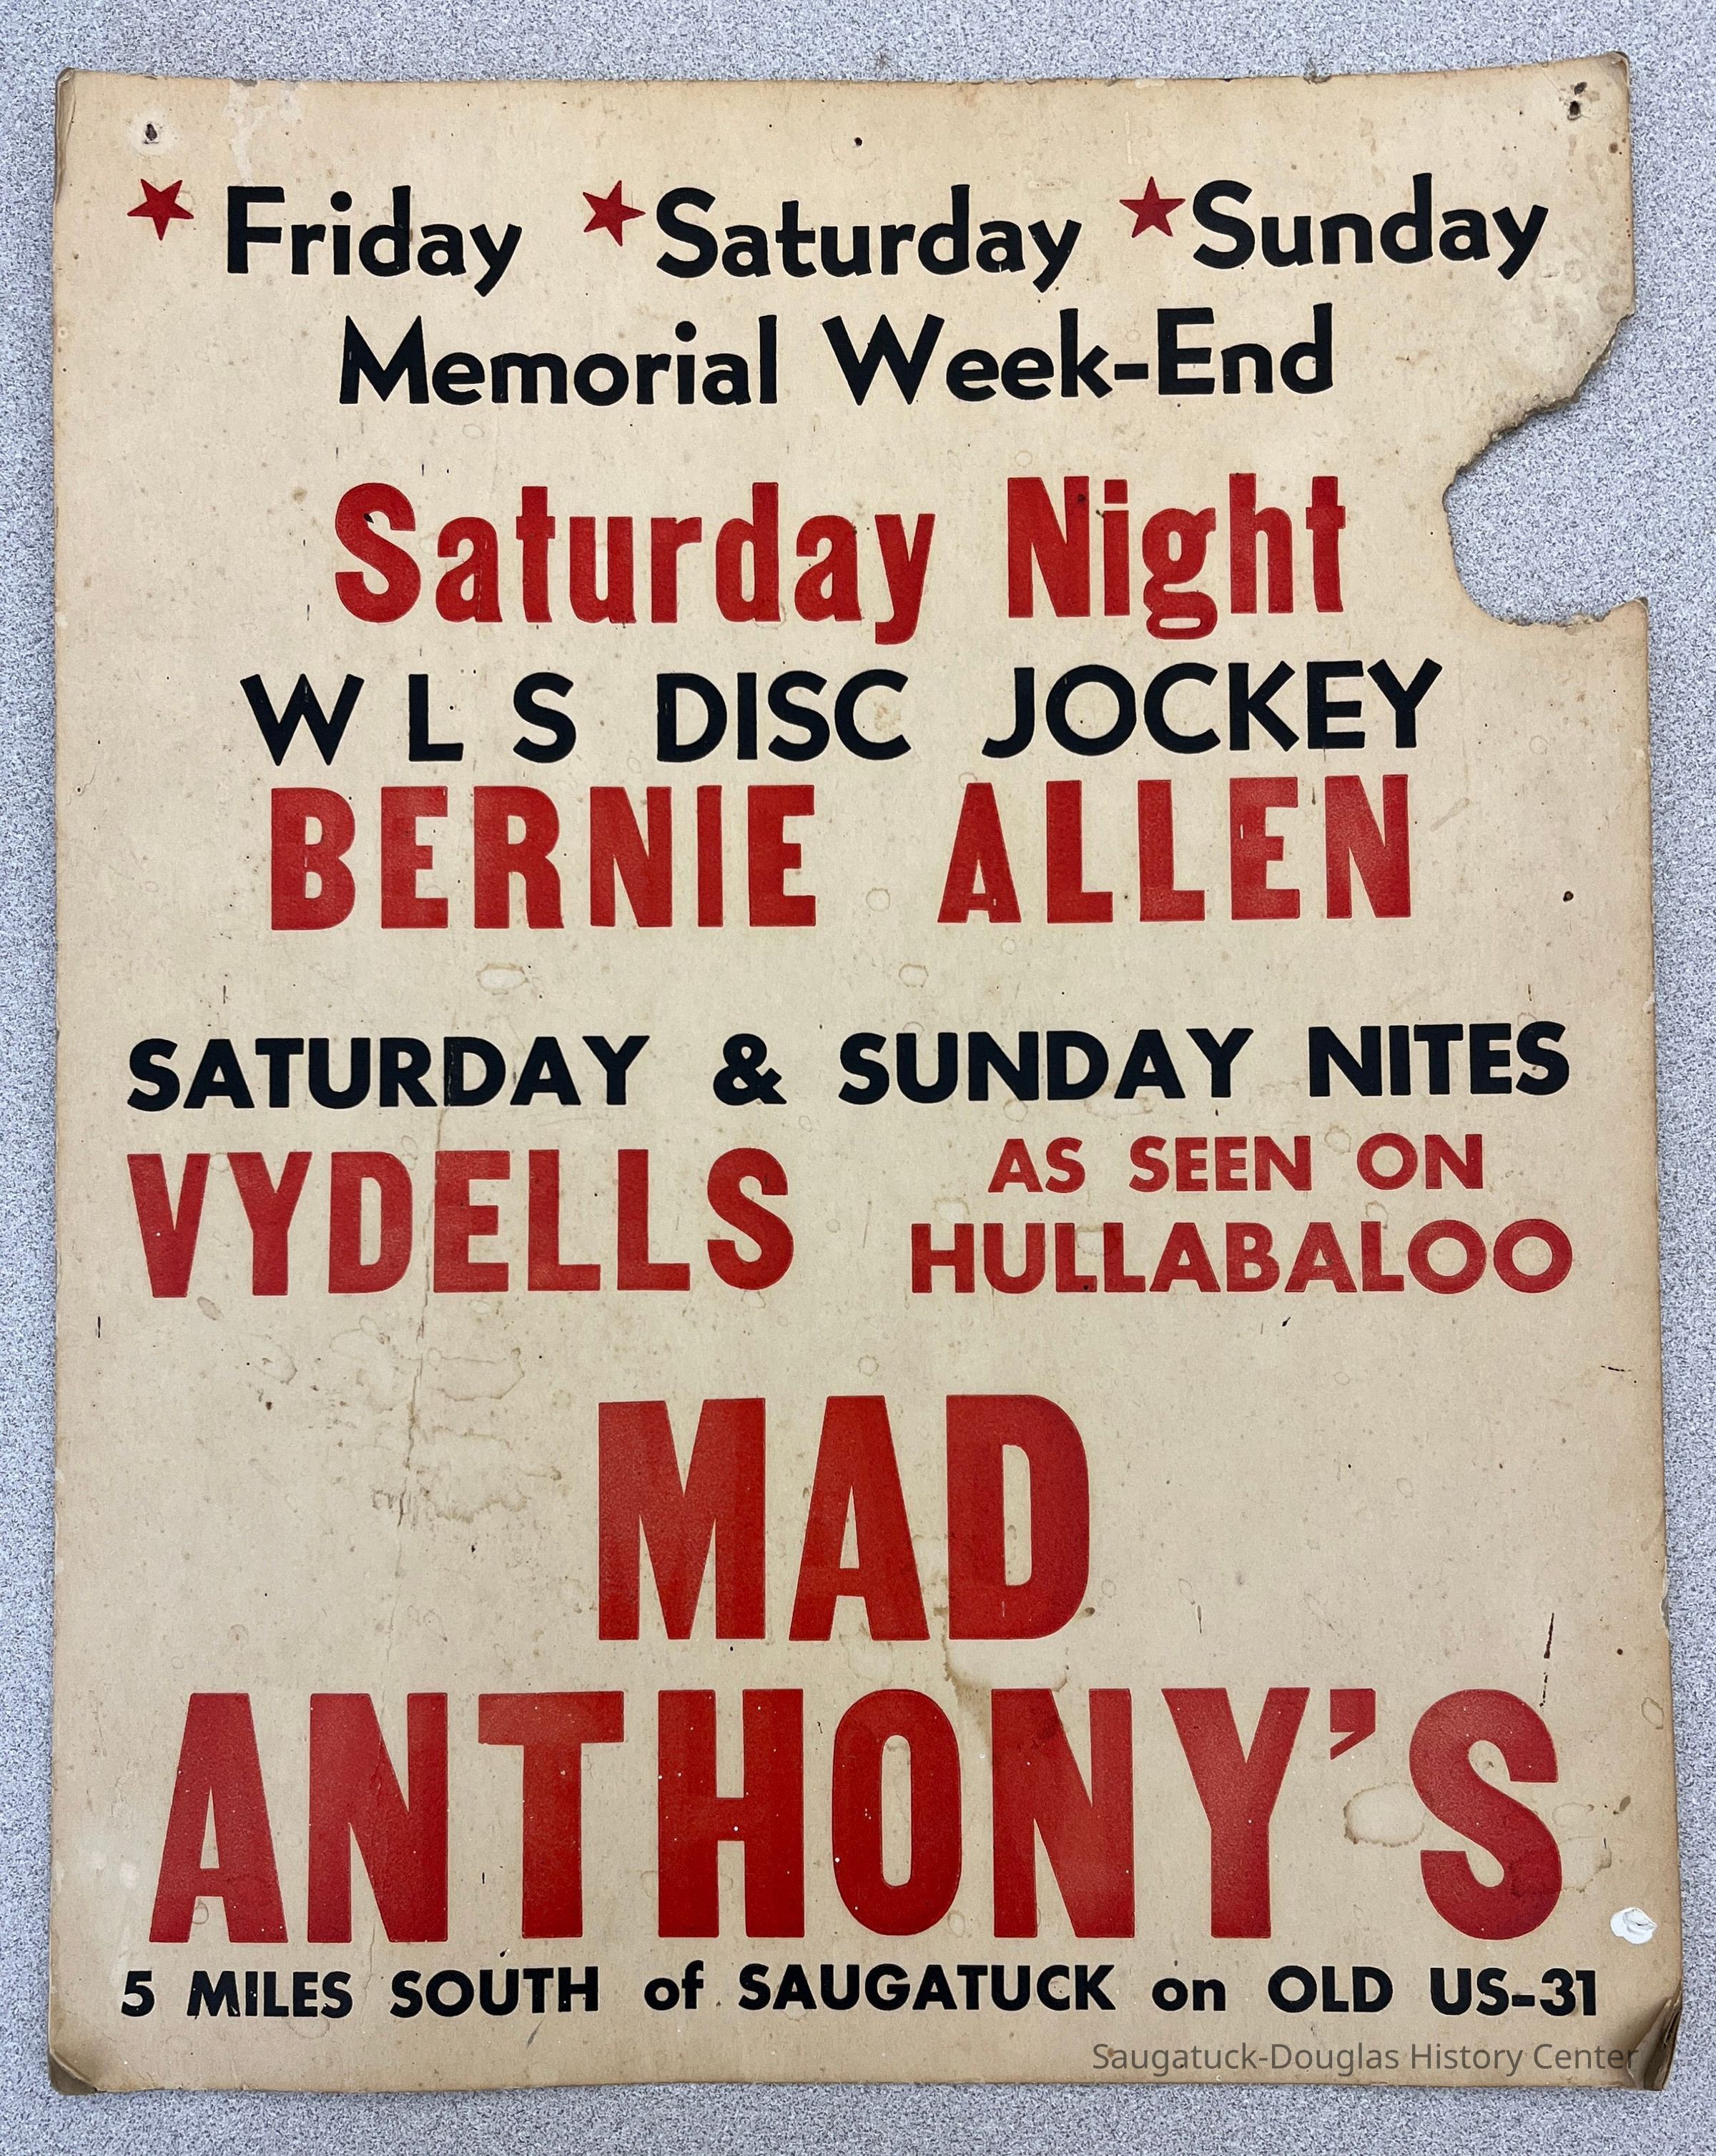 Friday Saturday Sunday
Memorial Week-End
Saturday Night
W L S DISC JOCKEY
BERNIE ALLEN
SATURDAY & SUNDAY NITES
VYDELLS
AS SEEN ON
HULLABALOO
MAD
ANTHONY'S
5 MILES SOUTH of SAUGATUCK on OLD US-31
Saugatuck-Douglas History Center